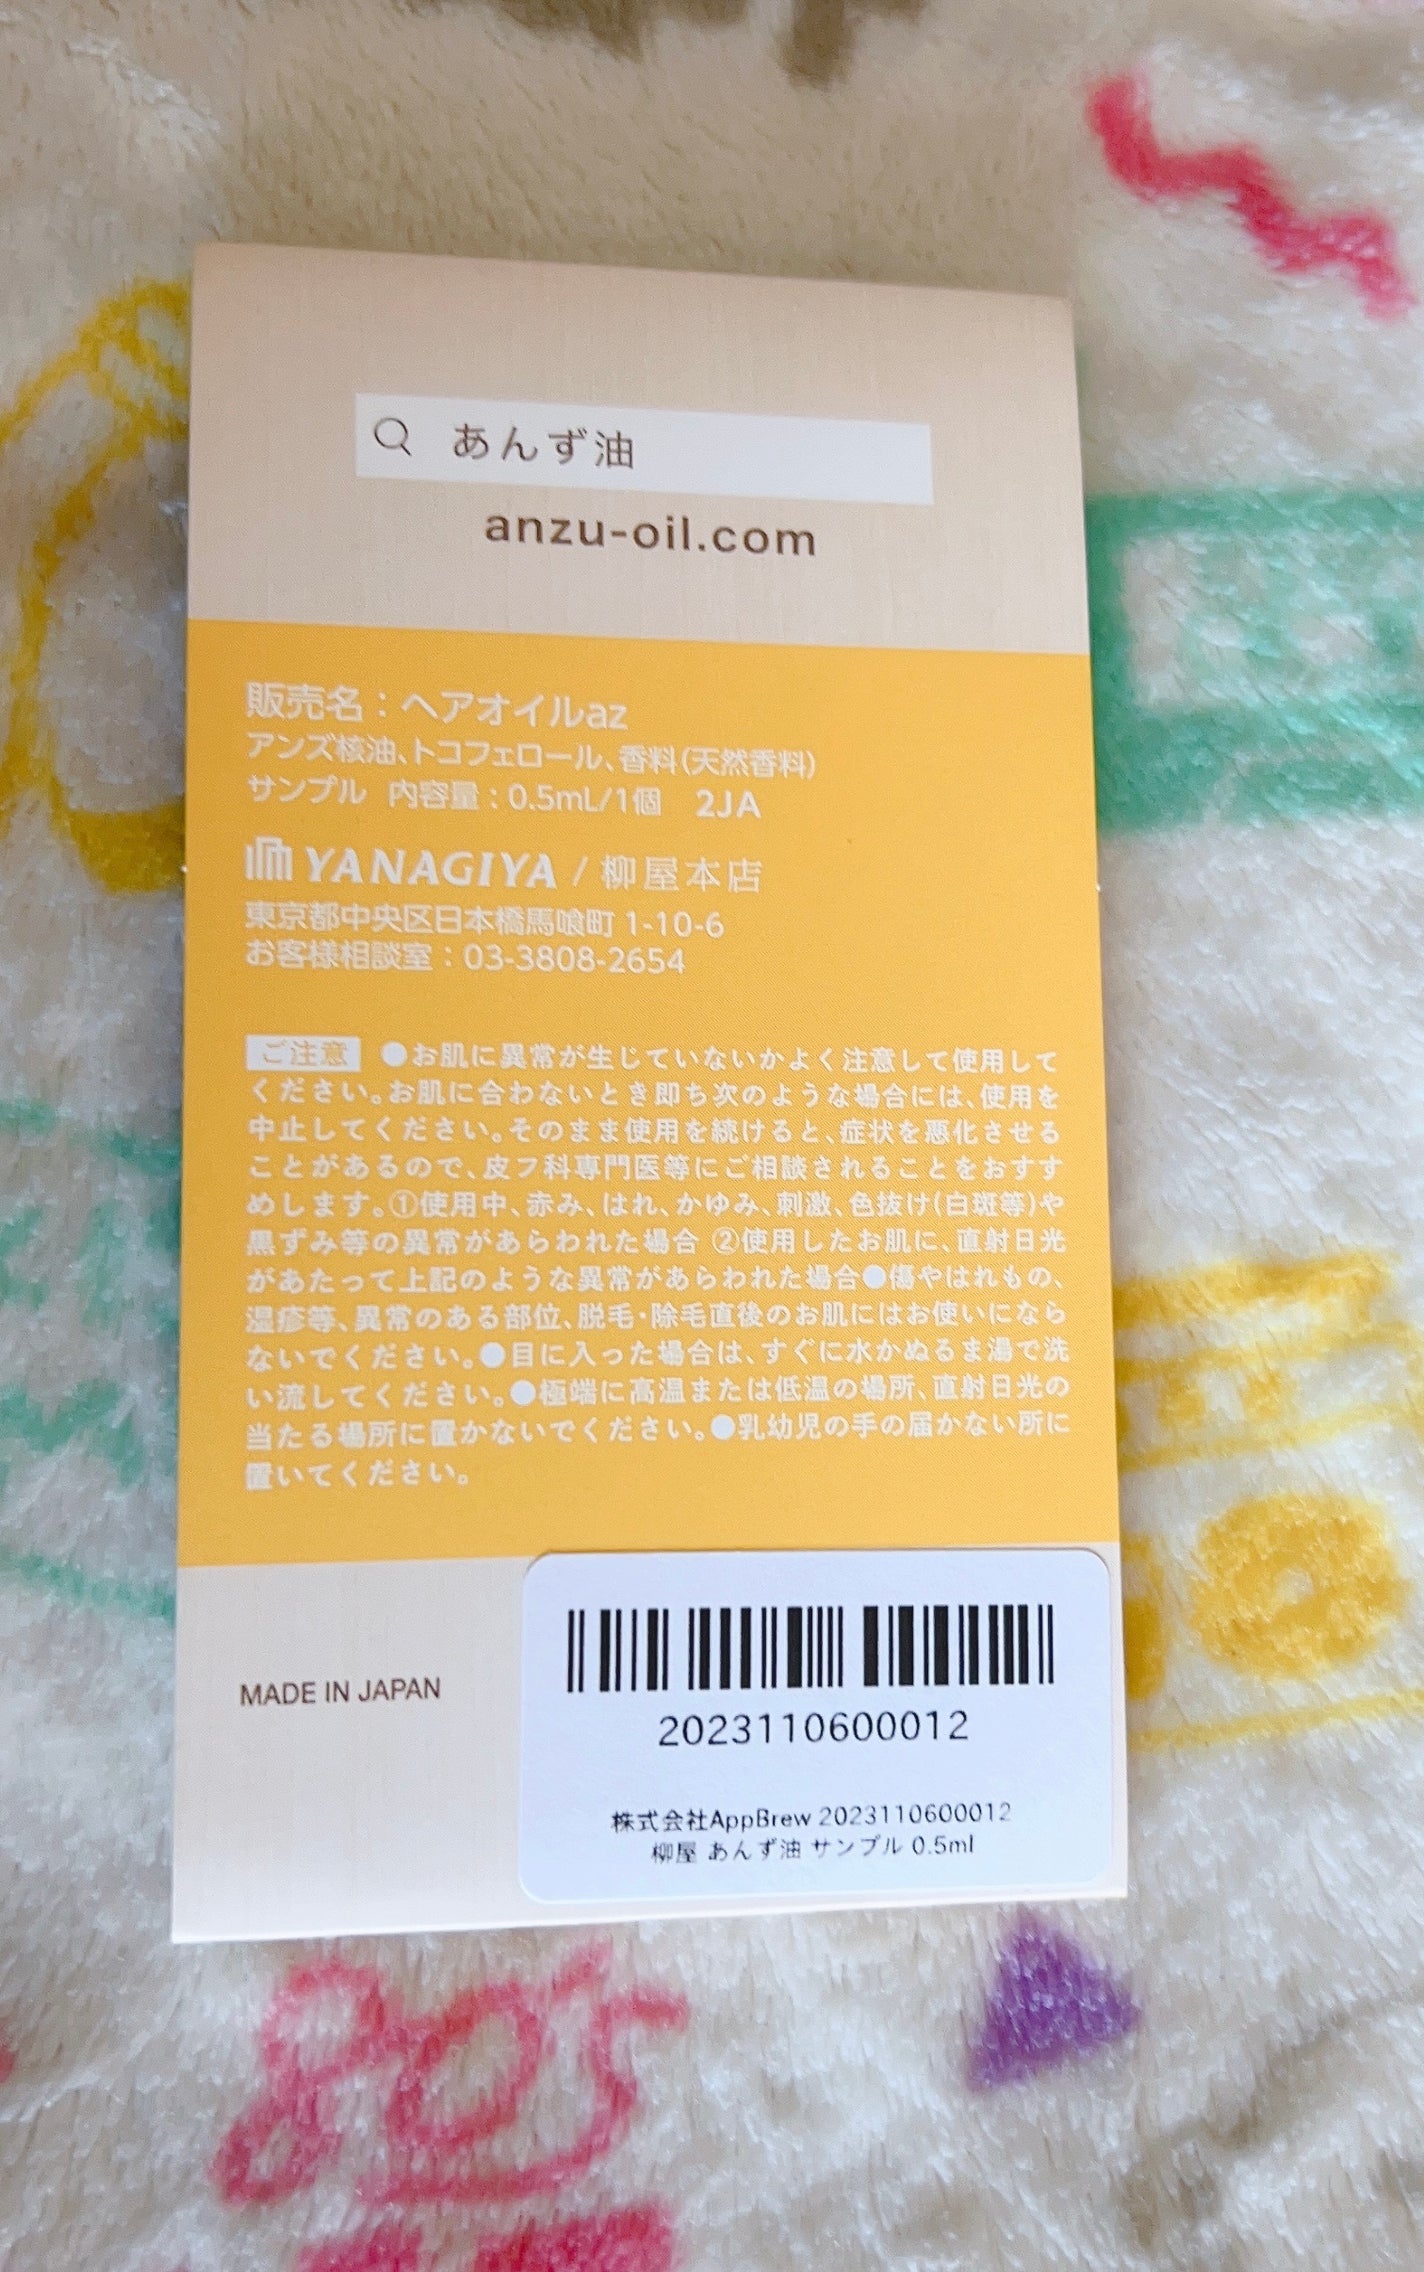 あんず油
anzu-oil.com
販売名：ヘアオイルaz
アンズ核油、トコフェロール、香料(天然香料)
サンプル 内容量：0.5mL/1個 2JA
YANAGIYA / 柳屋本店
東京都中央区日本橋馬喰町 1-10-6
お客様相談室：03-3808-2654
ご注意 ●お肌に異常が生じていないかよく注意して使用して
ください。お肌に合わないとき即ち次のような場合には、使用を
中止してください。そのまま使用を続けると、症状を悪化させる
ことがあるので、皮フ科専門医等にご相談されることをおすす
めします。①使用中、赤み、はれ、かゆみ、刺激、色抜け(白斑等)や
黒ずみ等の異常があらわれた場合 ②使用したお肌に、直射日光
があたって上記のような異常があらわれた場合●傷やはれもの、
湿疹等、異常のある部位、脱毛・除毛直後のお肌にはお使いになら
ないでください。●目に入った場合は、すぐに水かぬるま湯で洗
い流してください。●極端に高温または低温の場所、直射日光の
当たる場所に置かないでください。●乳幼児の手の届かない所に
置いてください。
MADE IN JAPAN
2023110600012
株式会社AppBrew 2023110600012
柳屋 あんず油 サンプル 0.5ml